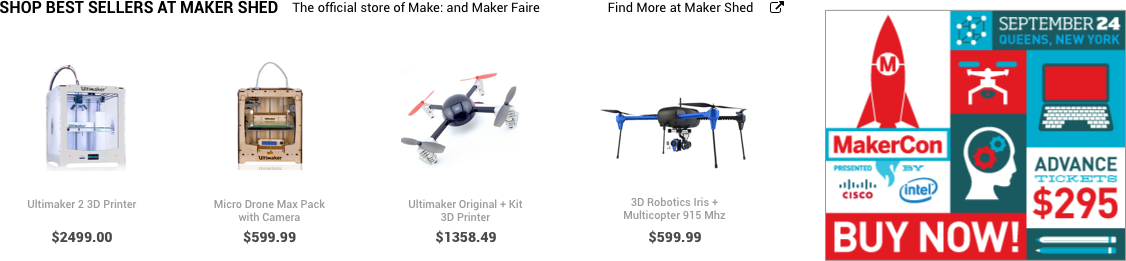 SHOP BEST SELLERS AT MAKER SHED The official store of Make: and Maker Faire Find More at Maker Shed
Ultimaker
Ultimaker
Ultimaker 2 3D Printer
$2499.00
Micro Drone Max Pack
with Camera
$599.99
Ultimaker Original + Kit
3D Printer
$1358.49
3D Robotics Iris +
Multicopter 915 Mhz
$599.99
SEPTEMBER 24
QUEENS, NEW YORK
M
MakerCon
PRESENTED BY
CISCO
intel
ADVANCE
TICKETS
$295
BUY NOW!